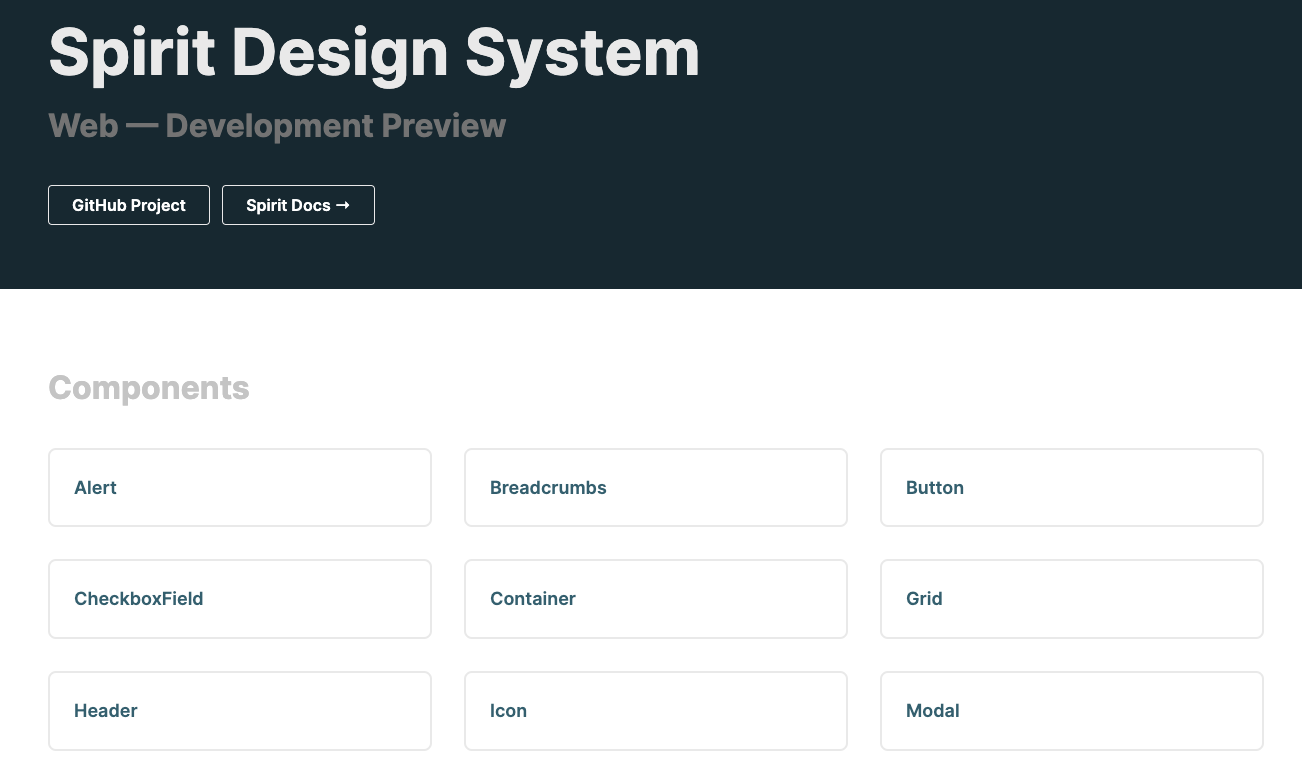 Spirit Design System
Web — Development Preview
GitHub Project
Spirit Docs →
Components
Alert
Breadcrumbs
Button
CheckboxField
Container
Grid
Header
Icon
Modal